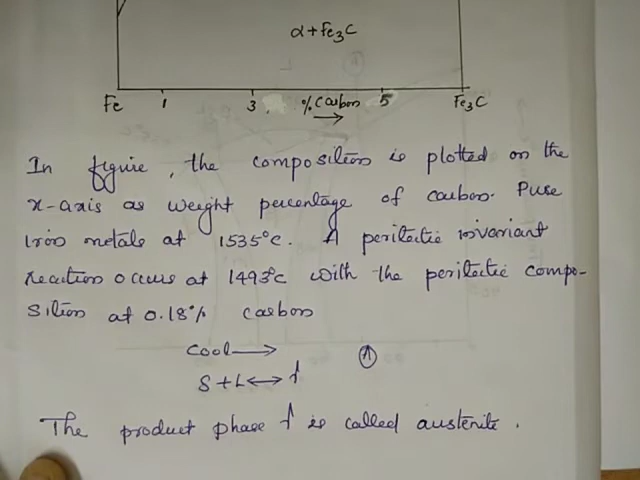 α+Fe3C
Fe 1 3 % Carbon 5 Fe3C
In figure, the composition is plotted on the
x-axis as weight percentage of carbon. Pure
Iron metals at 1535°C. A peritectic invariant
reaction occurs at 1493°C with the peritectic compo-
sition at 0.18% carbon
Cool→
S+L↔γ
The product phase γ is called austenite.